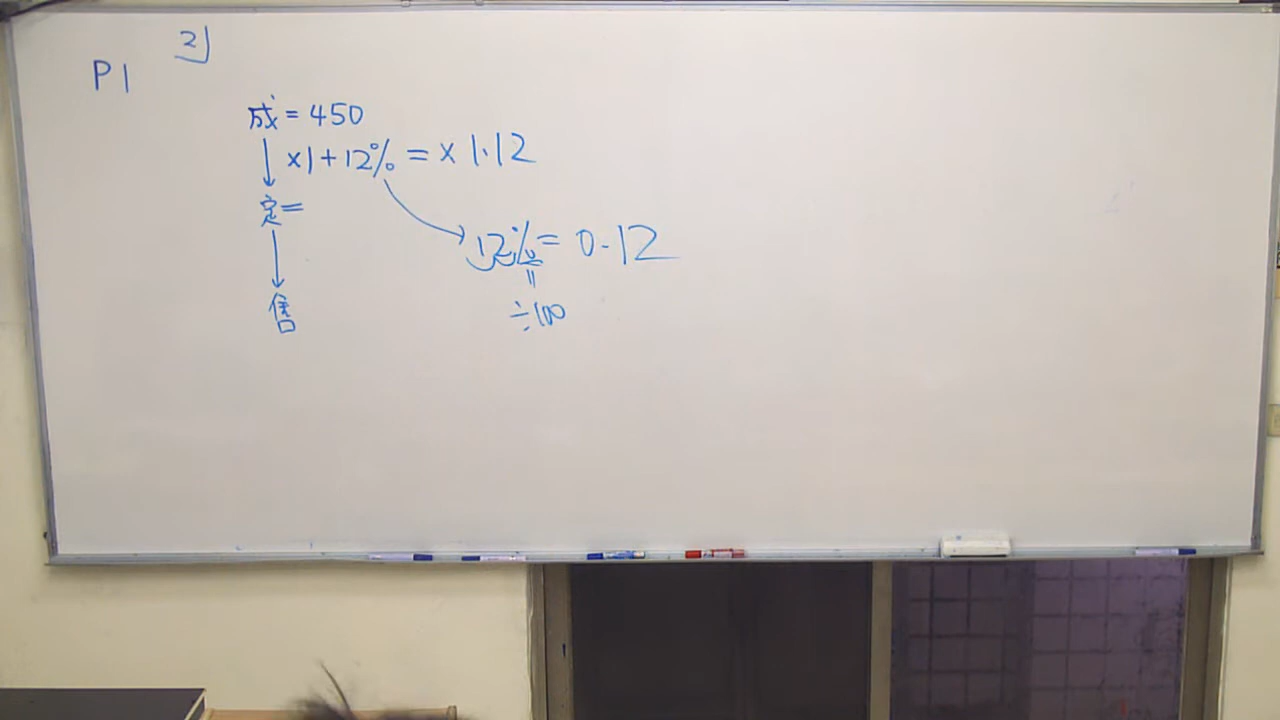 P1
2)
成 = 450
↓ ×1+12% = × 1.12
定=
↓
售
12% = 0.12
=
÷100